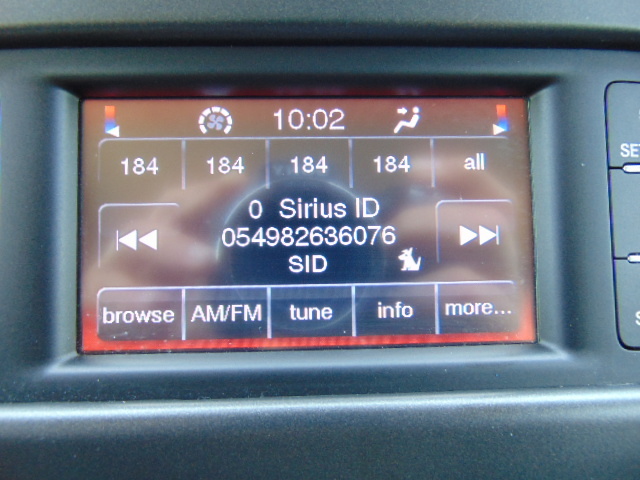 10:02
184 184 184 184 all
0 Sirius ID
054982636076
SID
browse AM/FM tune info more...